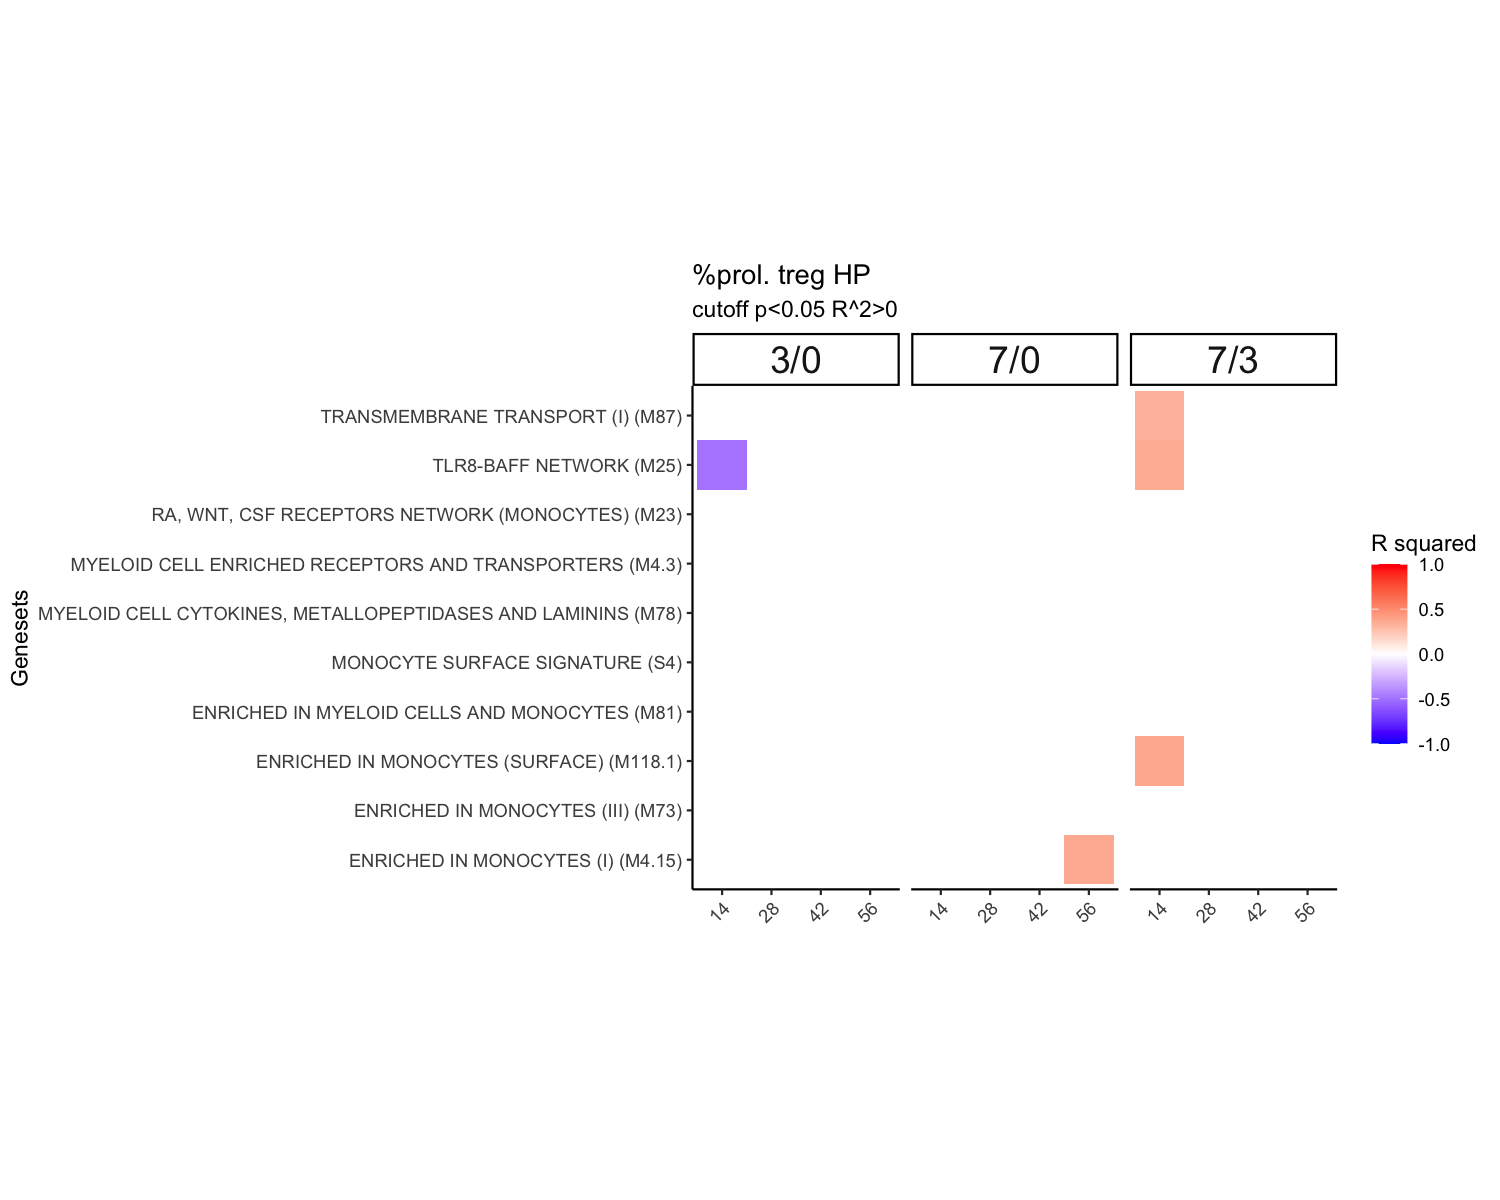 %prol. treg HP
cutoff p<0.05 R^2>0
3/0 7/0 7/3
TRANSMEMBRANE TRANSPORT (I) (M87)
TLR8-BAFF NETWORK (M25)
RA, WNT, CSF RECEPTORS NETWORK (MONOCYTES) (M23)
MYELOID CELL ENRICHED RECEPTORS AND TRANSPORTERS (M4.3)
MYELOID CELL CYTOKINES, METALLOPEPTIDASES AND LAMININS (M78)
MONOCYTE SURFACE SIGNATURE (S4)
ENRICHED IN MYELOID CELLS AND MONOCYTES (M81)
ENRICHED IN MONOCYTES (SURFACE) (M118.1)
ENRICHED IN MONOCYTES (III) (M73)
ENRICHED IN MONOCYTES (I) (M4.15)
Genesets
14 28 42 56 14 28 42 56 14 28 42 56
R squared
1.0
0.5
0.0
-0.5
-1.0